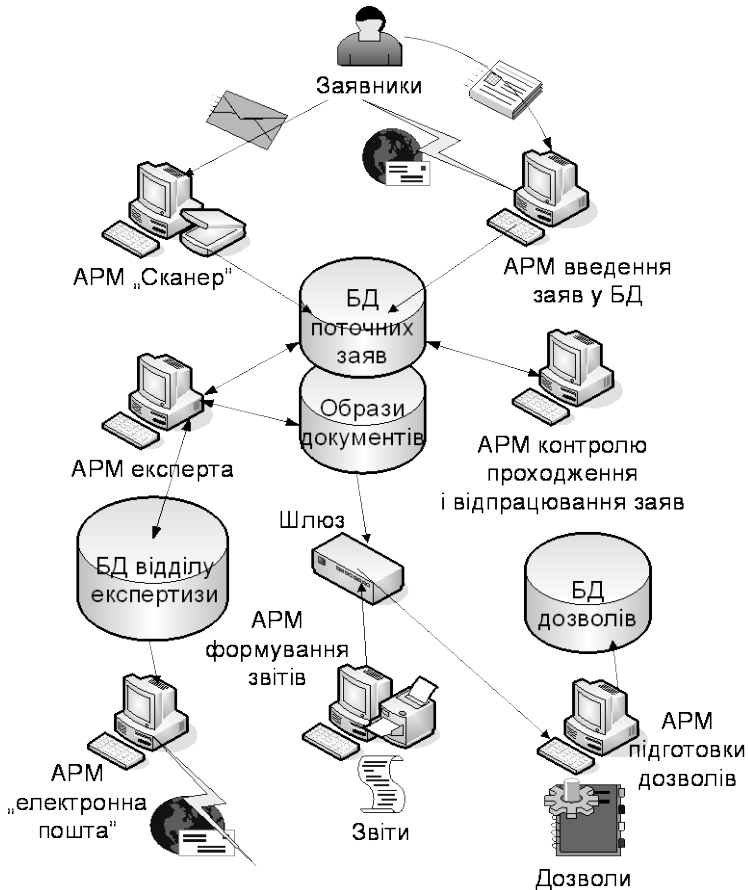 Заявники
АРМ „Сканер“
АРМ введення
заяв у БД
БД
поточних
заяв
Образи
документів
АРМ експерта
АРМ контролю
проходження
і відпрацювання заяв
Шлюз
БД відділу
експертизи
БД
дозволів
АРМ
формування
звітів
АРМ
підготовки
дозволів
АРМ
„електронна
пошта“
Звіти
Дозволи